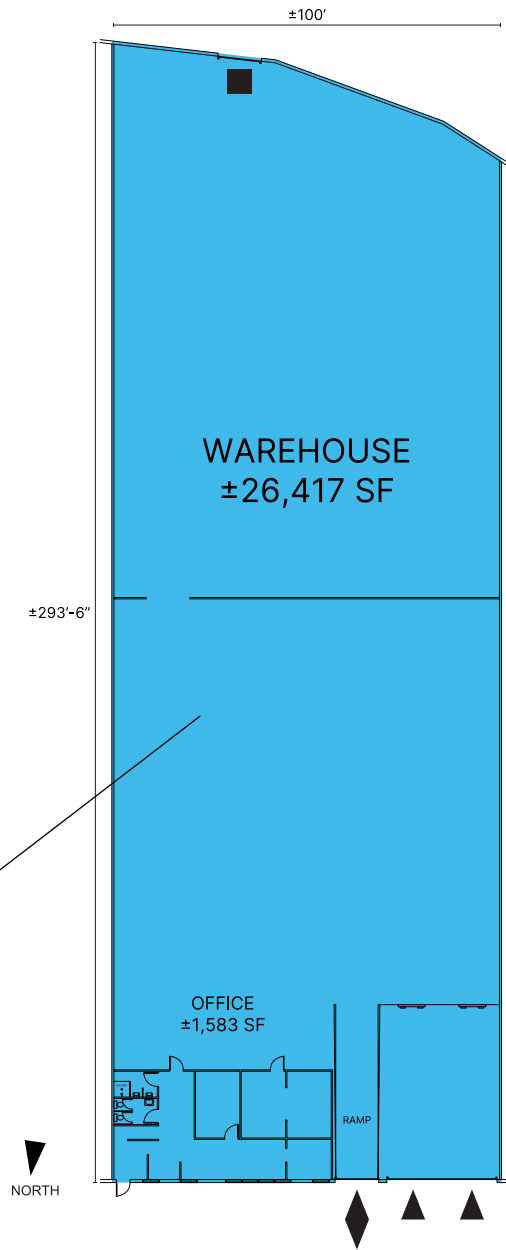 ±100’
WAREHOUSE
±26,417 SF
±293’-6”
OFFICE
±1,583 SF
RAMP
NORTH